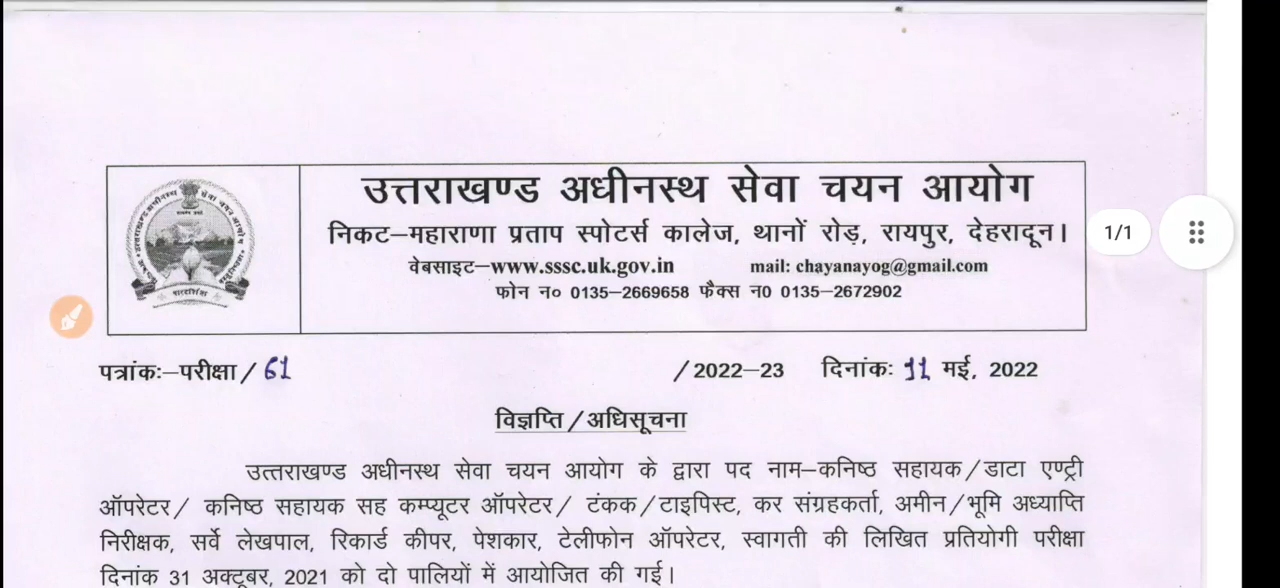 उत्तराखण्ड अधीनस्थ सेवा चयन आयोग
निकट–महाराणा प्रताप स्पोटर्स कालेज, थानों रोड़, रायपुर, देहरादून।
वेबसाइट–www.sssc.uk.gov.in mail: chayanayog@gmail.com
फोन न० 0135–2669658 फैक्स न0 0135–2672902
1/1
पत्रांकः–परीक्षा/61 /2022–23 दिनांकः 11 मई, 2022
विज्ञप्ति/अधिसूचना
उत्तराखण्ड अधीनस्थ सेवा चयन आयोग के द्वारा पद नाम–कनिष्ठ सहायक/डाटा एण्ट्री
ऑपरेटर/ कनिष्ठ सहायक सह कम्प्यूटर ऑपरेटर/ टंकक/टाइपिस्ट, कर संग्रहकर्ता, अमीन/भूमि अध्याप्ति
निरीक्षक, सर्वे लेखपाल, रिकार्ड कीपर, पेशकार, टेलीफोन ऑपरेटर, स्वागती की लिखित प्रतियोगी परीक्षा
दिनांक 31 अक्टूबर, 2021 को दो पालियों में आयोजित की गई।